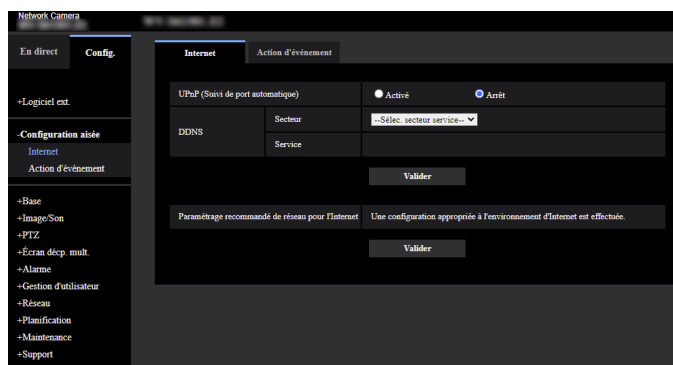 Network Camera
En direct
Config.
Internet
Action d'événement
+Logiciel ext.
-Configuration aisée
Internet
Action d'événement
+Base
+Image/Son
+PTZ
+Écran décp. mult.
+Alarme
+Gestion d'utilisateur
+Réseau
+Planification
+Maintenance
+Support
UPnP (Suivi de port automatique)
Activé
Arrêt
DDNS
Secteur
--Sélec. secteur service--
Service
Valider
Paramétrage recommandé de réseau pour l'Internet
Une configuration appropriée à l'environnement d'Internet est effectuée.
Valider